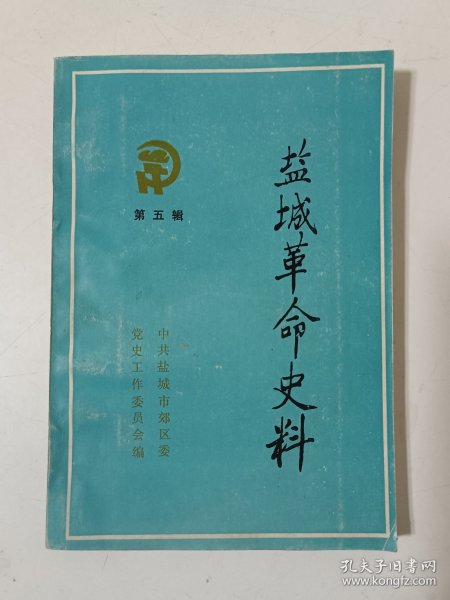 盐城革命史料
第五辑
中共盐城市郊区委
党史工作委员会编
孔夫子旧书网
www.kongfz.com